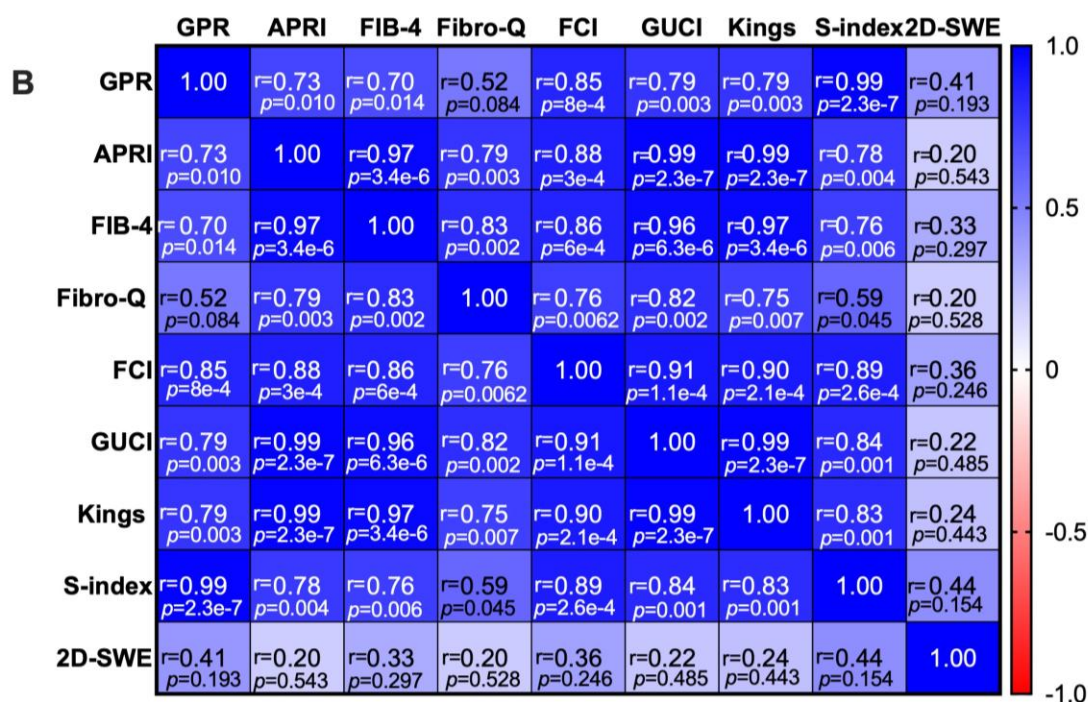 GPR APRI FIB-4 Fibro-Q FCI GUCI Kings S-index 2D-SWE
B
GPR 1.00 r=0.73 r=0.70 r=0.52 r=0.85 r=0.79 r=0.79 r=0.99 r=0.41
p=0.010 p=0.014 p=0.084 p=8e-4 p=0.003 p=0.003 p=2.3e-7 p=0.193
APRI r=0.73 1.00 r=0.97 r=0.79 r=0.88 r=0.99 r=0.99 r=0.78 r=0.20
p=0.010 p=3.4e-6 p=0.003 p=3e-4 p=2.3e-7 p=2.3e-7 p=0.004 p=0.543
FIB-4 r=0.70 r=0.97 1.00 r=0.83 r=0.86 r=0.96 r=0.97 r=0.76 r=0.33
p=0.014 p=3.4e-6 p=0.002 p=6e-4 p=6.3e-6 p=3.4e-6 p=0.006 p=0.297
Fibro-Q r=0.52 r=0.79 r=0.83 1.00 r=0.76 r=0.82 r=0.75 r=0.59 r=0.20
p=0.084 p=0.003 p=0.002 p=0.0062 p=0.002 p=0.007 p=0.045 p=0.528
FCI r=0.85 r=0.88 r=0.86 r=0.76 1.00 r=0.91 r=0.90 r=0.89 r=0.36
p=8e-4 p=3e-4 p=6e-4 p=0.0062 p=1.1e-4 p=2.1e-4 p=2.6e-4 p=0.246
GUCI r=0.79 r=0.99 r=0.96 r=0.82 r=0.91 1.00 r=0.99 r=0.84 r=0.22
p=0.003 p=2.3e-7 p=6.3e-6 p=0.002 p=1.1e-4 p=2.3e-7 p=0.001 p=0.485
Kings r=0.79 r=0.99 r=0.97 r=0.75 r=0.90 r=0.99 1.00 r=0.83 r=0.24
p=0.003 p=2.3e-7 p=3.4e-6 p=0.007 p=2.1e-4 p=2.3e-7 p=0.001 p=0.443
S-index r=0.99 r=0.78 r=0.76 r=0.59 r=0.89 r=0.84 r=0.83 1.00 r=0.44
p=2.3e-7 p=0.004 p=0.006 p=0.045 p=2.6e-4 p=0.001 p=0.001 p=0.154
2D-SWE r=0.41 r=0.20 r=0.33 r=0.20 r=0.36 r=0.22 r=0.24 r=0.44 1.00
p=0.193 p=0.543 p=0.297 p=0.528 p=0.246 p=0.485 p=0.443 p=0.154
1.0
0.5
0
-0.5
-1.0